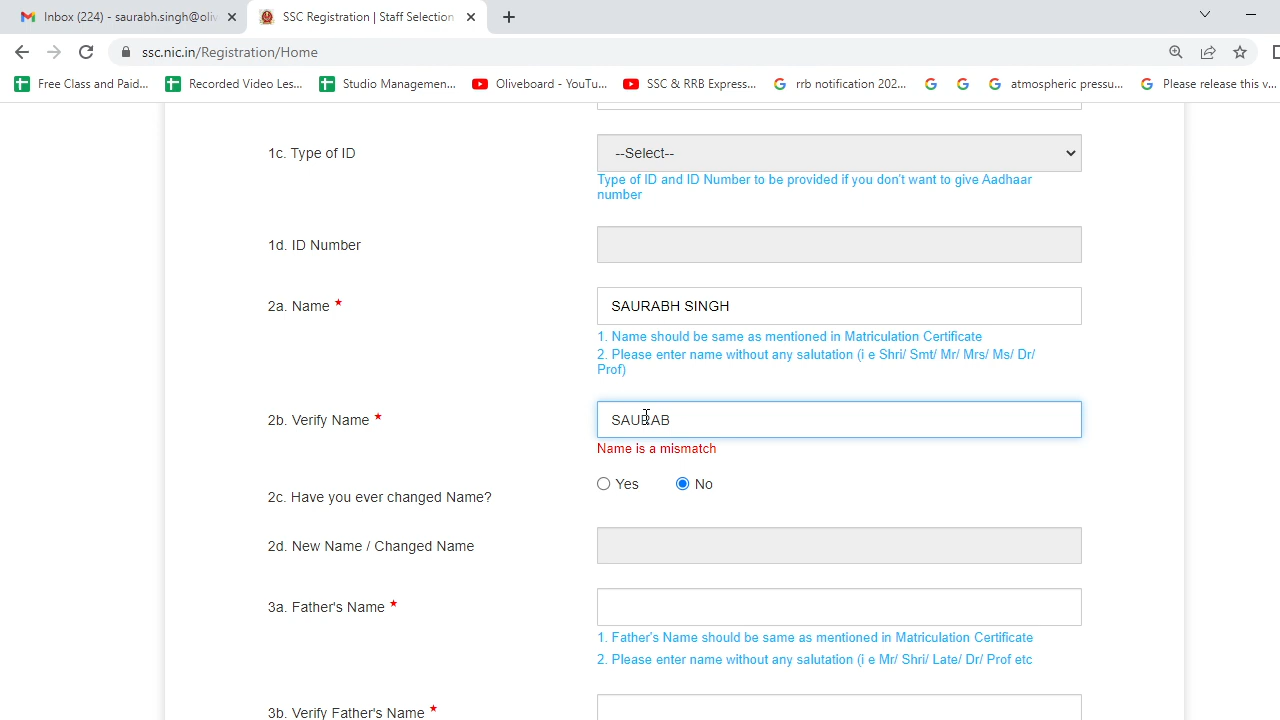 Inbox (224) - saurabh.singh@oliv
SSC Registration | Staff Selection
ssc.nic.in/Registration/Home
Free Class and Paid...
Recorded Video Les...
Studio Managemen...
Oliveboard - YouTu...
SSC & RRB Express...
rrb notification 202...
atmospheric pressu...
Please release this v...
1c. Type of ID
--Select--
Type of ID and ID Number to be provided if you don't want to give Aadhaar
number
1d. ID Number
2a. Name *
SAURABH SINGH
1. Name should be same as mentioned in Matriculation Certificate
2. Please enter name without any salutation (i e Shri/ Smt/ Mr/ Mrs/ Ms/ Dr/
Prof)
2b. Verify Name *
SAURAB
Name is a mismatch
2c. Have you ever changed Name?
Yes
No
2d. New Name / Changed Name
3a. Father's Name *
1. Father's Name should be same as mentioned in Matriculation Certificate
2. Please enter name without any salutation (i e Mr/ Shri/ Late/ Dr/ Prof etc
3b. Verify Father's Name *